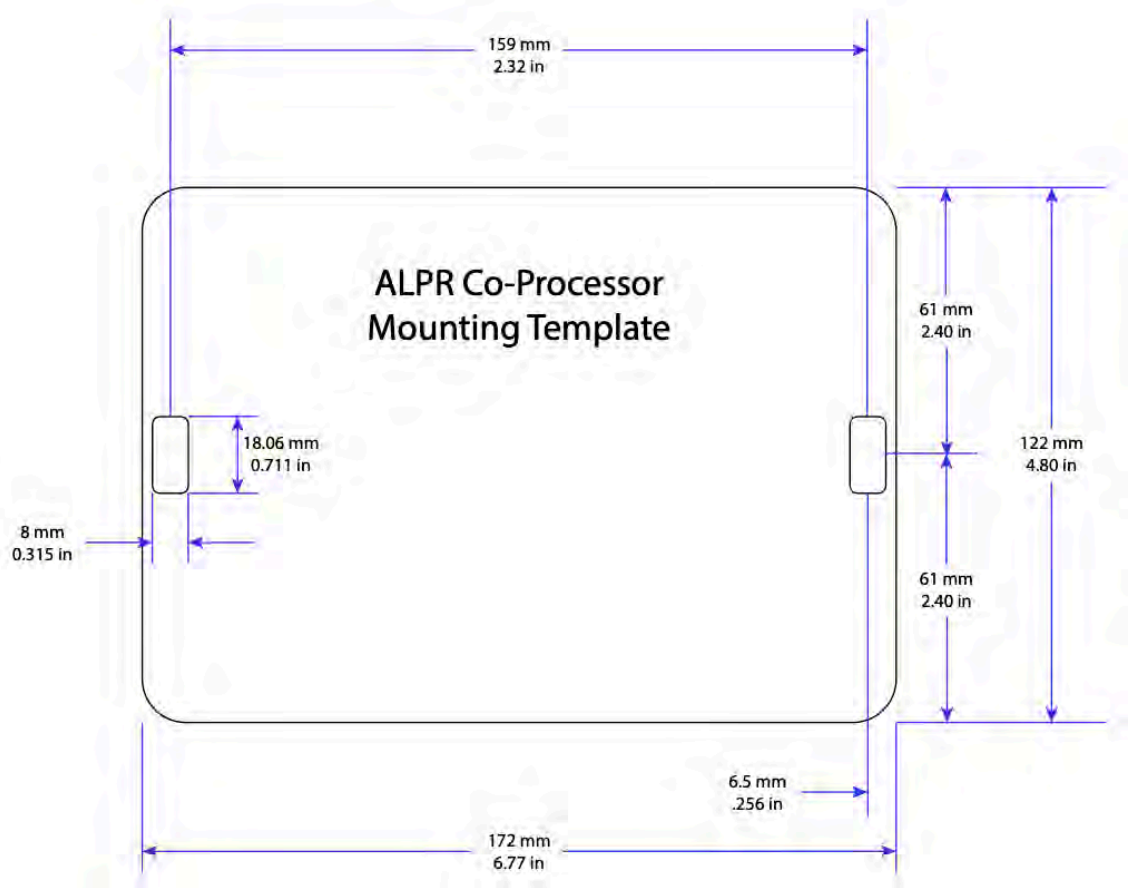 159 mm
2.32 in
ALPR Co-Processor
Mounting Template
61 mm
2.40 in
18.06 mm
0.711 in
122 mm
4.80 in
8 mm
0.315 in
61 mm
2.40 in
6.5 mm
.256 in
172 mm
6.77 in